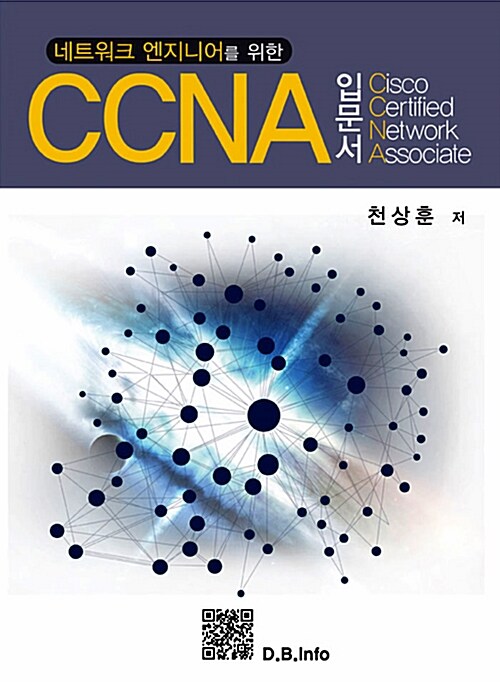 네트워크 엔지니어를 위한
CCNA
입문서
Cisco
Certified
Network
Associate
천상훈 저
D.B.Info